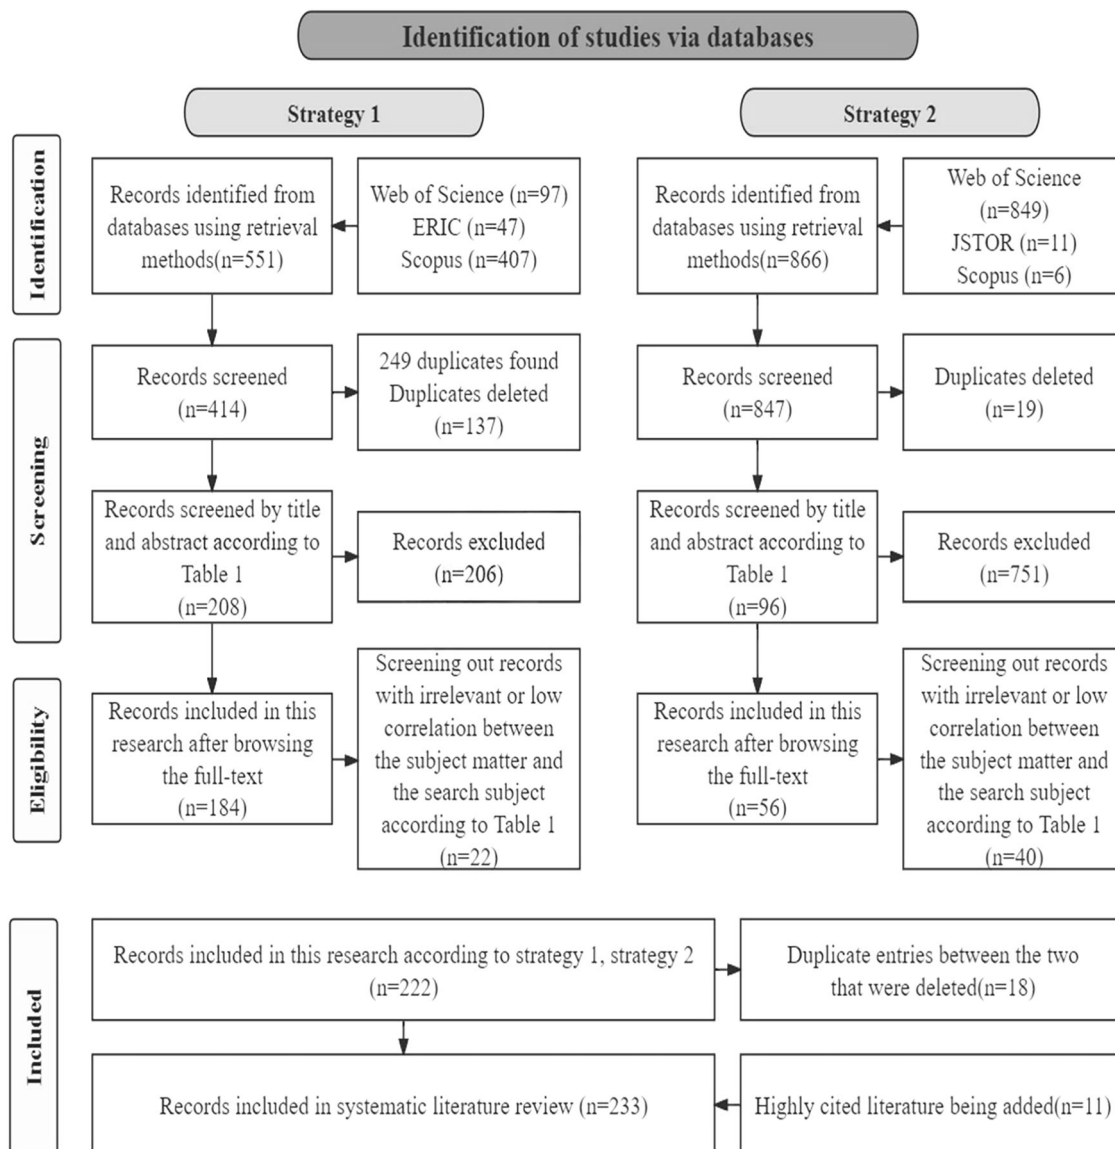 Identification of studies via databases
Strategy 1
Strategy 2
Identification
Records identified from
databases using retrieval
methods(n=551)
Web of Science (n=97)
ERIC (n=47)
Scopus (n=407)
Records identified from
databases using retrieval
methods(n=866)
Web of Science
(n=849)
JSTOR (n=11)
Scopus (n=6)
Screening
Records screened
(n=414)
249 duplicates found
Duplicates deleted
(n=137)
Records screened
(n=847)
Duplicates deleted
(n=19)
Records screened by title
and abstract according to
Table 1
(n=208)
Records excluded
(n=206)
Records screened by title
and abstract according to
Table 1
(n=96)
Records excluded
(n=751)
Eligibility
Records included in this
research after browsing
the full-text
(n=184)
Screening out records
with irrelevant or low
correlation between
the subject matter and
the search subject
according to Table 1
(n=22)
Records included in this
research after browsing
the full-text
(n=56)
Screening out records
with irrelevant or low
correlation between
the subject matter and
the search subject
according to Table 1
(n=40)
Included
Records included in this research according to strategy 1, strategy 2
(n=222)
Duplicate entries between the two
that were deleted(n=18)
Records included in systematic literature review (n=233)
Highly cited literature being added(n=11)